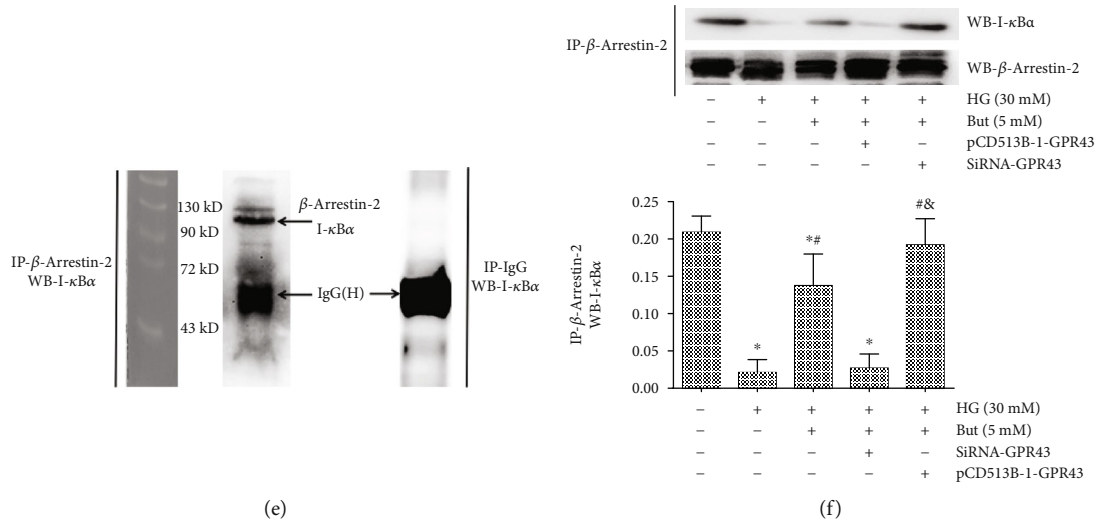 IP-β-Arrestin-2
WB-I-κBα
130 kD
90 kD
72 kD
43 kD
β-Arrestin-2
I-κBα
IgG(H)
IP-IgG
WB-I-κBα
(e)
IP-β-Arrestin-2
WB-I-κBα
WB-β-Arrestin-2
– + + + + HG (30 mM)
– – + + + But (5 mM)
– – – + – pCD513B-1-GPR43
– – – – + SiRNA-GPR43
IP-β-Arrestin-2
WB-I-κBα
0.25
0.20
0.15
0.10
0.05
0.00
*
*#
*
#&
– + + + + HG (30 mM)
– – + + + But (5 mM)
– – – + – SiRNA-GPR43
– – – – + pCD513B-1-GPR43
(f)